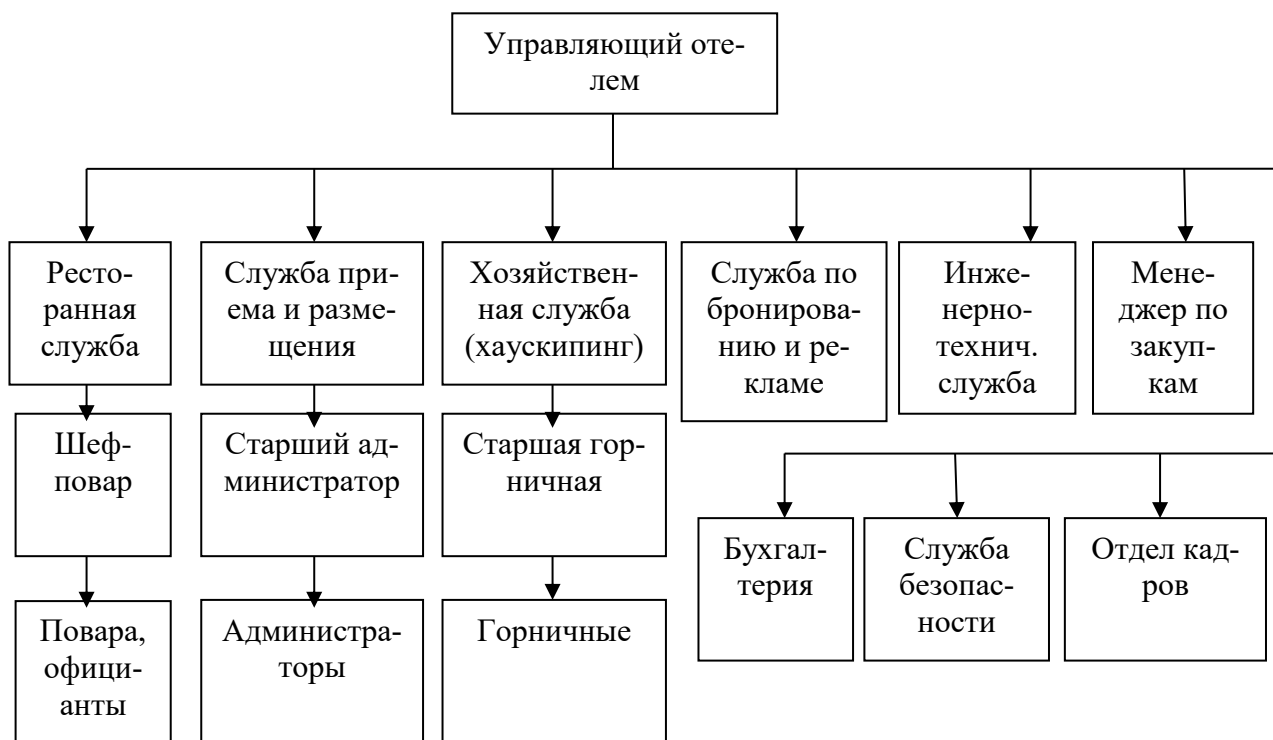 Управляющий оте-
лем
Ресто-
ранная
служба
Служба при-
ема и разме-
щения
Хозяйствен-
ная служба
(хаускипинг)
Служба по
бронирова-
нию и ре-
кламе
Инже-
нерно-
технич.
служба
Мене-
джер по
закуп-
кам
Шеф-
повар
Старший ад-
министратор
Старшая гор-
ничная
Бухгал-
терия
Служба
безопас-
ности
Отдел кад-
ров
Повара,
официанты
Администра-
торы
Горничные